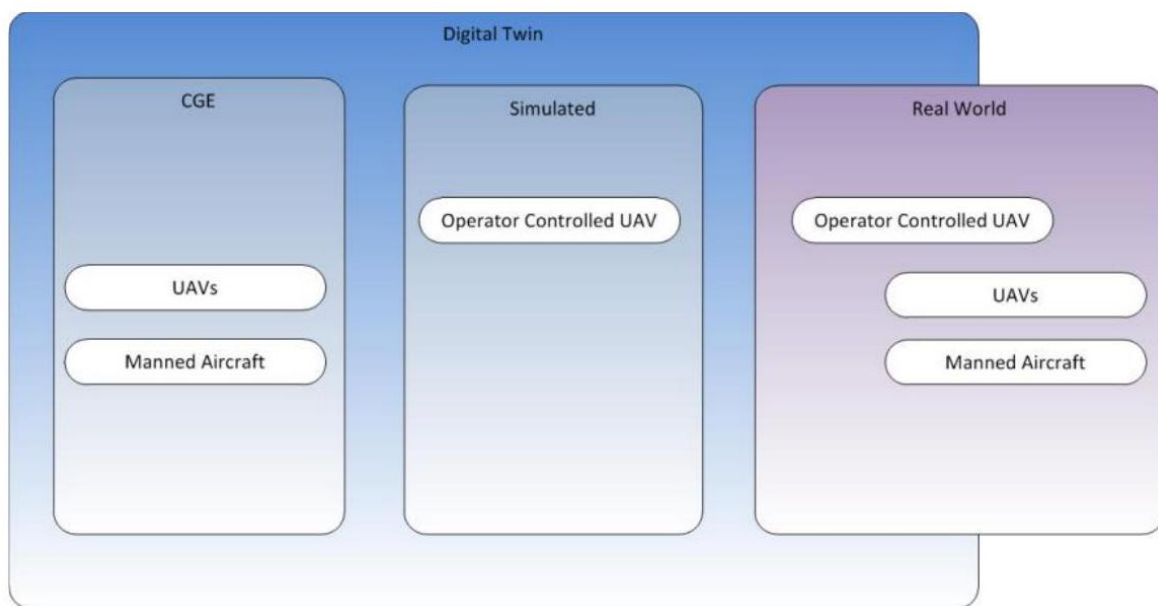 Digital Twin
CGE
UAVs
Manned Aircraft
Simulated
Operator Controlled UAV
Real World
Operator Controlled UAV
UAVs
Manned Aircraft